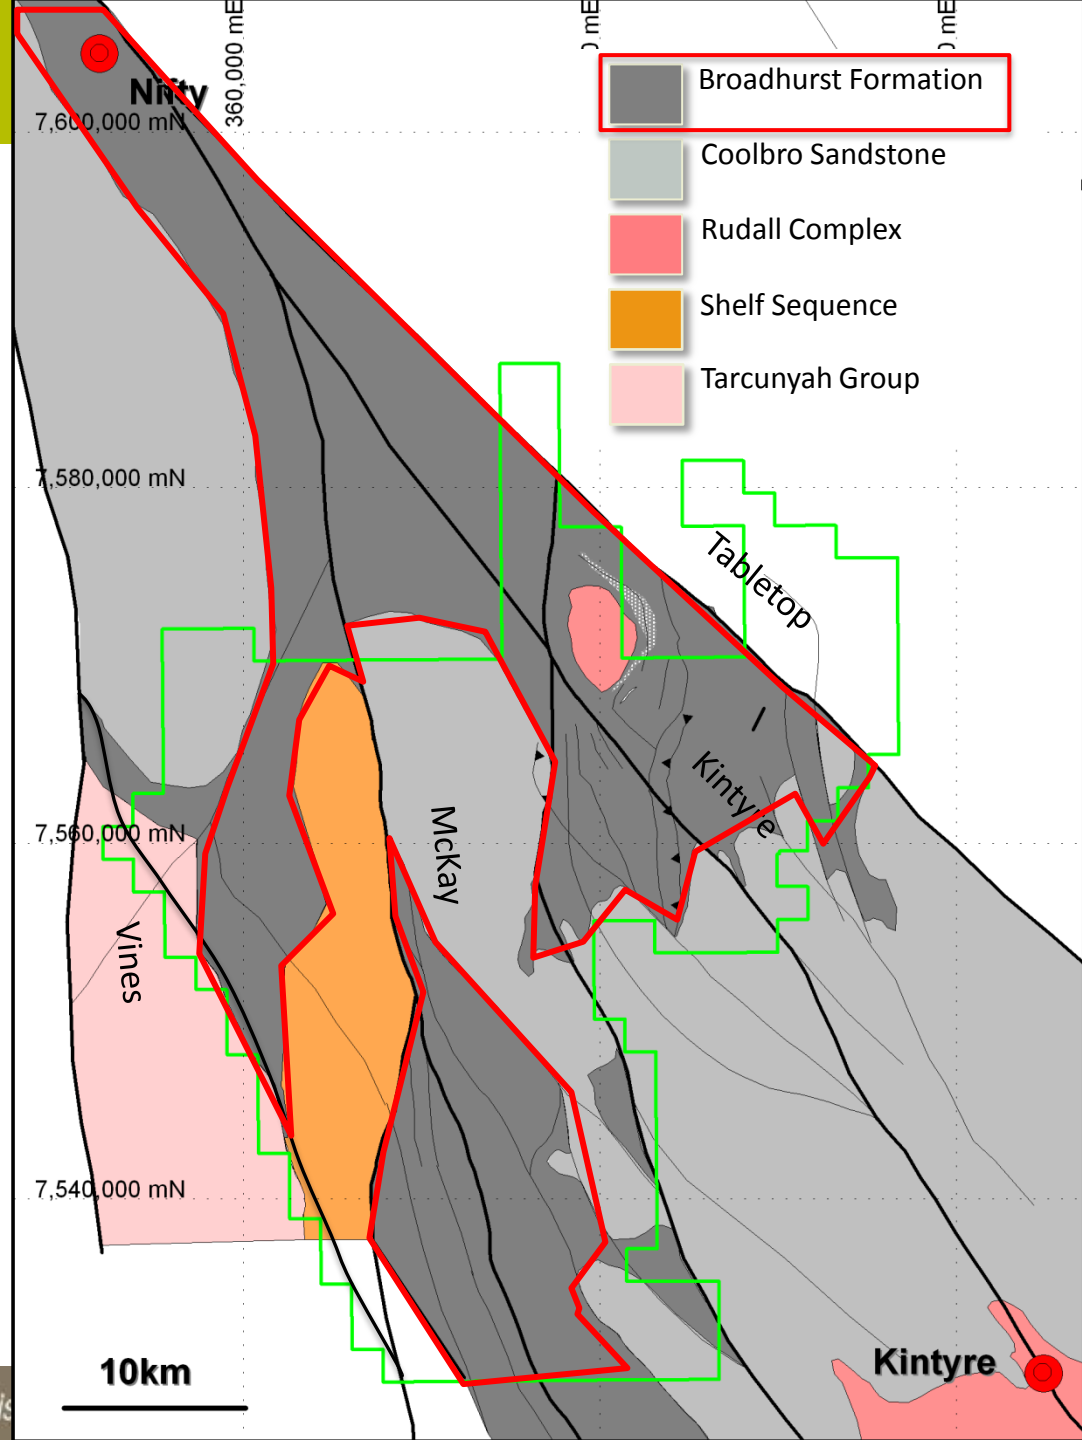 Nifty
360,000 mE
0 mE
0 mE
7,600,000 mN
Broadhurst Formation
Coolbro Sandstone
Rudall Complex
Shelf Sequence
Tarcunyah Group
7,580,000 mN
Tabletop
Kintyre
7,560,000 mN
McKay
Vines
7,540,000 mN
10km
Kintyre